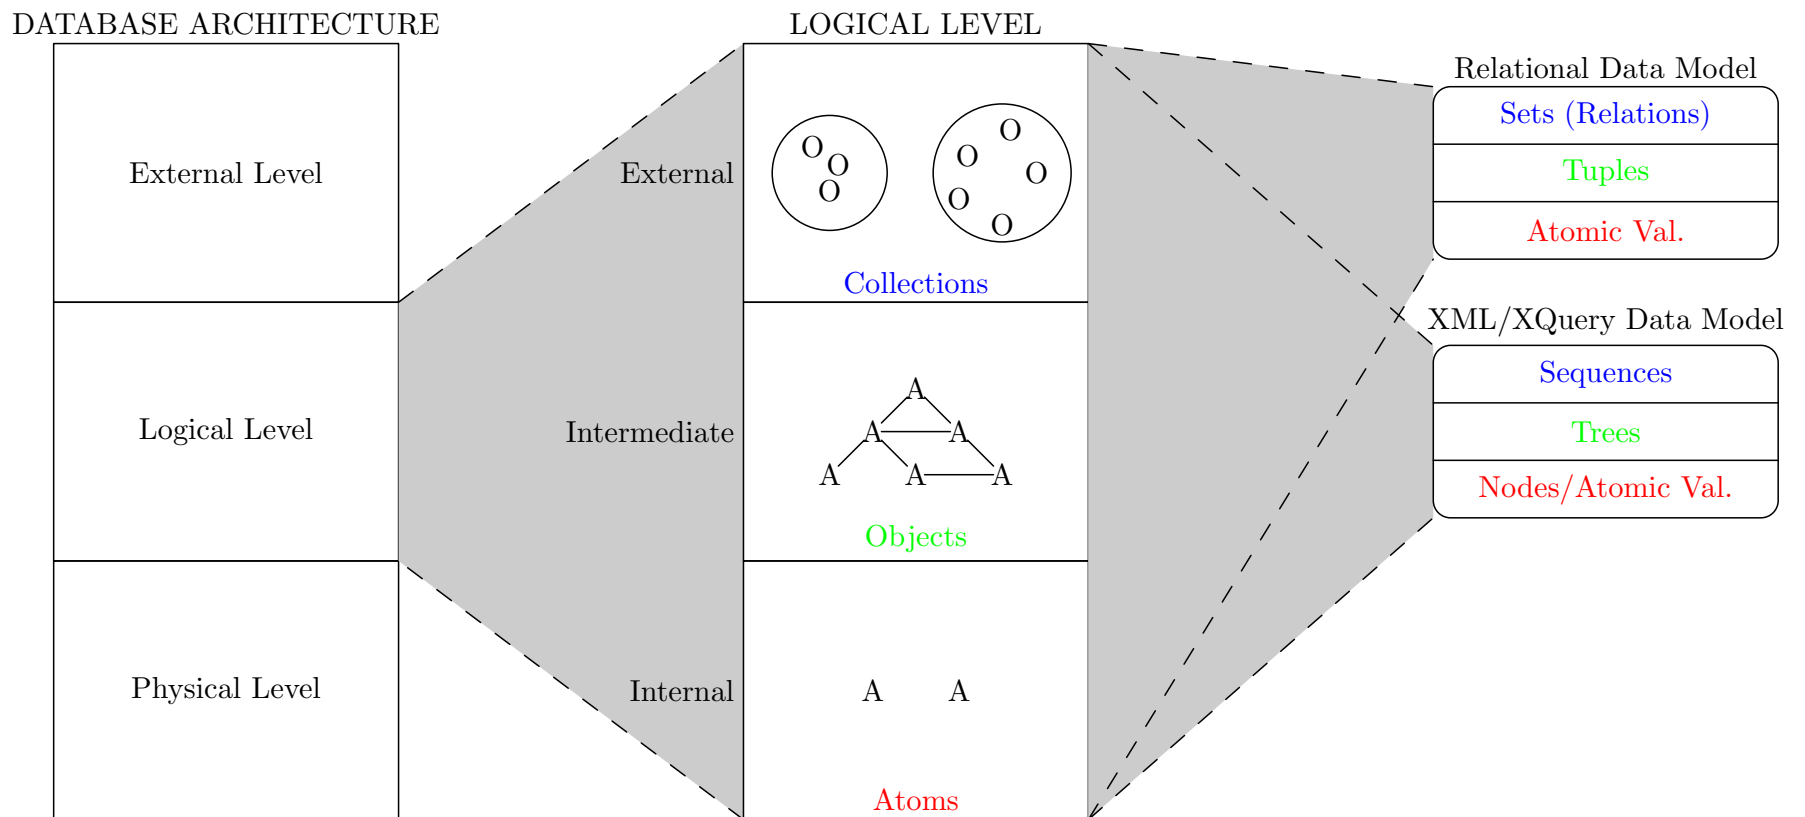 DATABASE ARCHITECTURE
External Level
Logical Level
Physical Level
LOGICAL LEVEL
External
O
O
O
O
O
O
O
O
Collections
Intermediate
A
A A
A A A
Objects
Internal
A A
Atoms
Relational Data Model
Sets (Relations)
Tuples
Atomic Val.
XML/XQuery Data Model
Sequences
Trees
Nodes/Atomic Val.